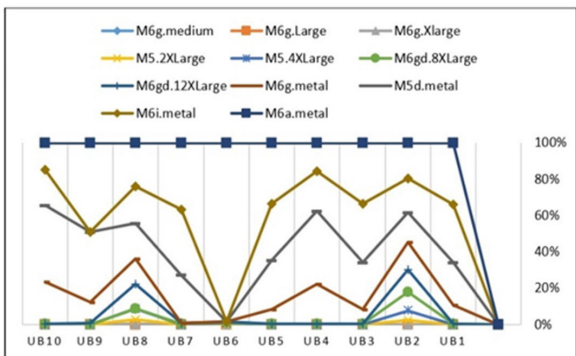 M6g.medium M6g.Large M6g.Xlarge
M5.2XLarge M5.4XLarge M6gd.8XLarge
M6gd.12XLarge M6g.metal M5d.metal
M6i.metal M6a.metal
100%
80%
60%
40%
20%
0%
UB10 UB9 UB8 UB7 UB6 UB5 UB4 UB3 UB2 UB1